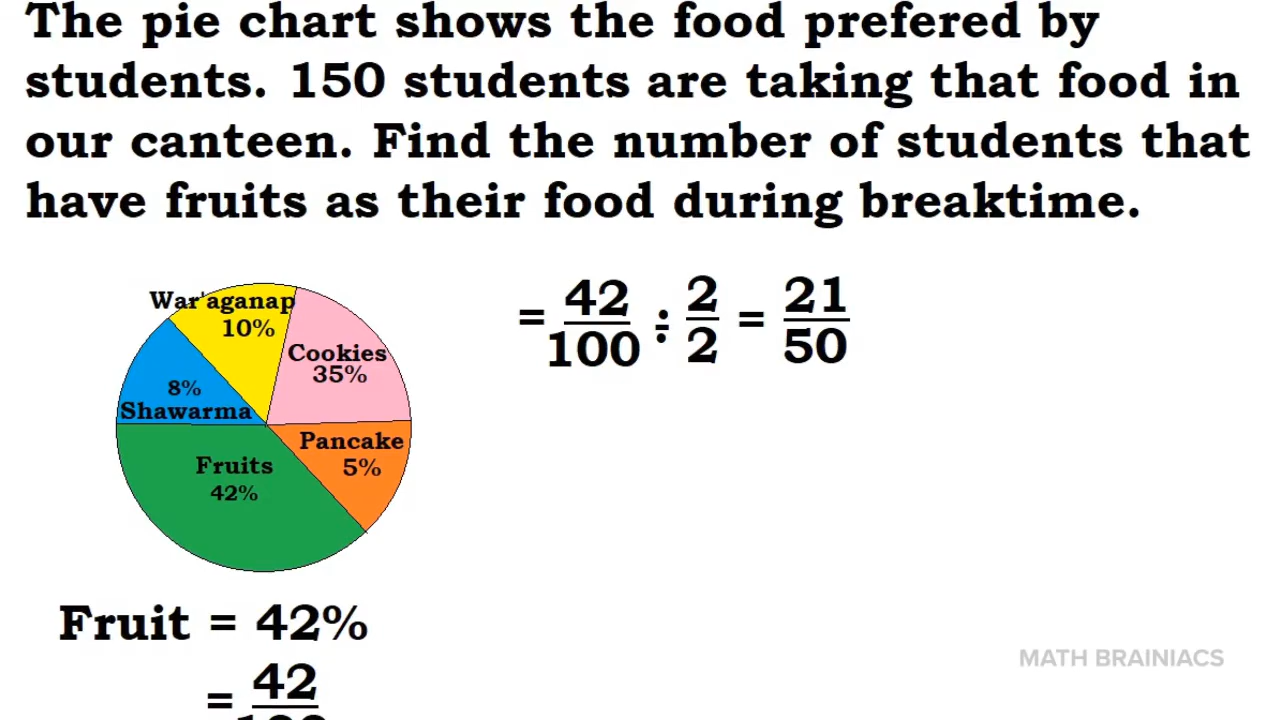 The pie chart shows the food prefered by
students. 150 students are taking that food in
our canteen. Find the number of students that
have fruits as their food during breaktime.
= 42/100 ÷ 2/2 = 21/50
War'aganap
10%
Cookies
35%
8%
Shawarma
Pancake
5%
Fruits
42%
Fruit = 42%
= 42/100
MATH BRAINIACS